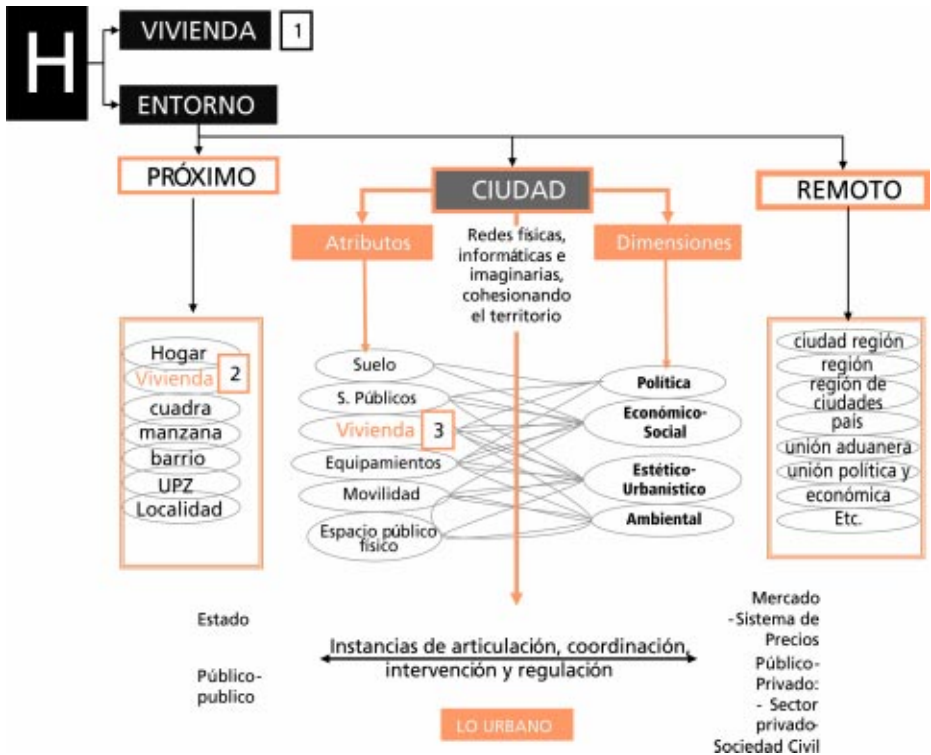 H
VIVIENDA
1
ENTORNO
PRÓXIMO
CIUDAD
REMOTO
Atributos
Redes físicas,
informáticas e
imaginarias,
cohesionando
el territorio
Dimensiones
Hogar
Vivienda
2
cuadra
manzana
barrio
UPZ
Localidad
Suelo
S. Públicos
Vivienda
3
Equipamientos
Movilidad
Espacio público
físico
Política
Económico-
Social
Estético-
Urbanístico
Ambiental
ciudad región
región
región de
ciudades
país
unión aduanera
unión política y
económica
Etc.
Estado
Público-
publico
Instancias de articulación, coordinación,
intervención y regulación
Mercado
-Sistema de
Precios
Público-
Privado:
- Sector
privado-
Sociedad Civil
LO URBANO